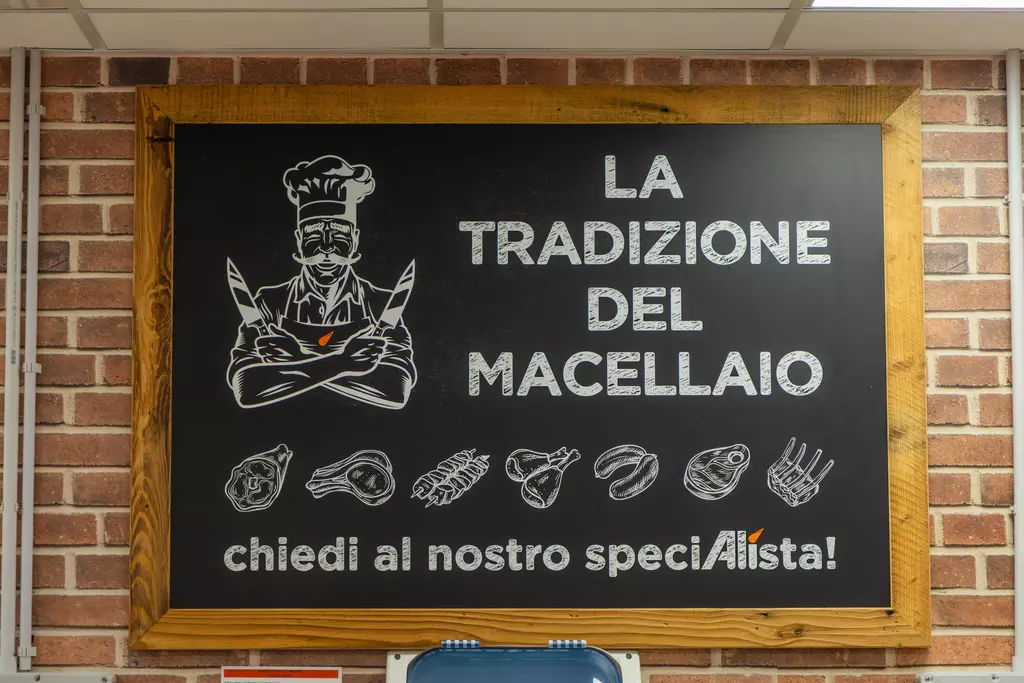 LA
TRADIZIONE
DEL
MACELLAIO
chiedi al nostro speciAlista!